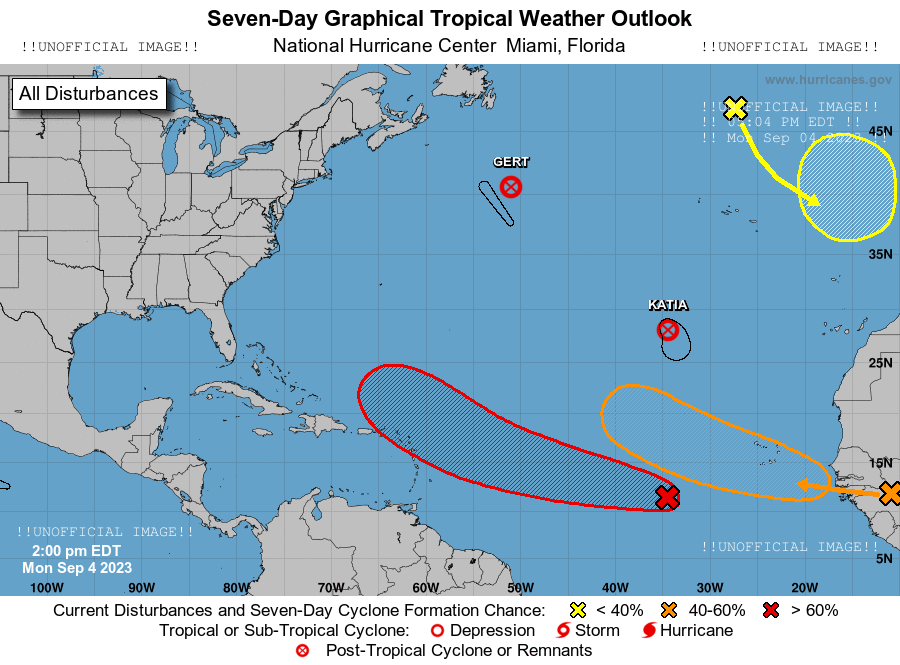 Seven-Day Graphical Tropical Weather Outlook
!!UNOFFICIAL IMAGE!! National Hurricane Center  Miami, Florida !!UNOFFICIAL IMAGE!!
www.hurricanes.gov
All Disturbances
!!UNOFFICIAL IMAGE!!
PM EDT !!
!! Mon Sep 04 2023 !!
45N
GERT
35N
KATIA
25N
15N
!!UNOFFICIAL IMAGE!!
2:00 pm EDT
Mon Sep 4 2023
!!UNOFFICIAL IMAGE!!
5N
100W 90W 80W 70W 60W 50W 40W 30W 20W
Current Disturbances and Seven-Day Cyclone Formation Chance: < 40% 40-60% > 60%
Tropical or Sub-Tropical Cyclone: Depression Storm Hurricane
Post-Tropical Cyclone or Remnants